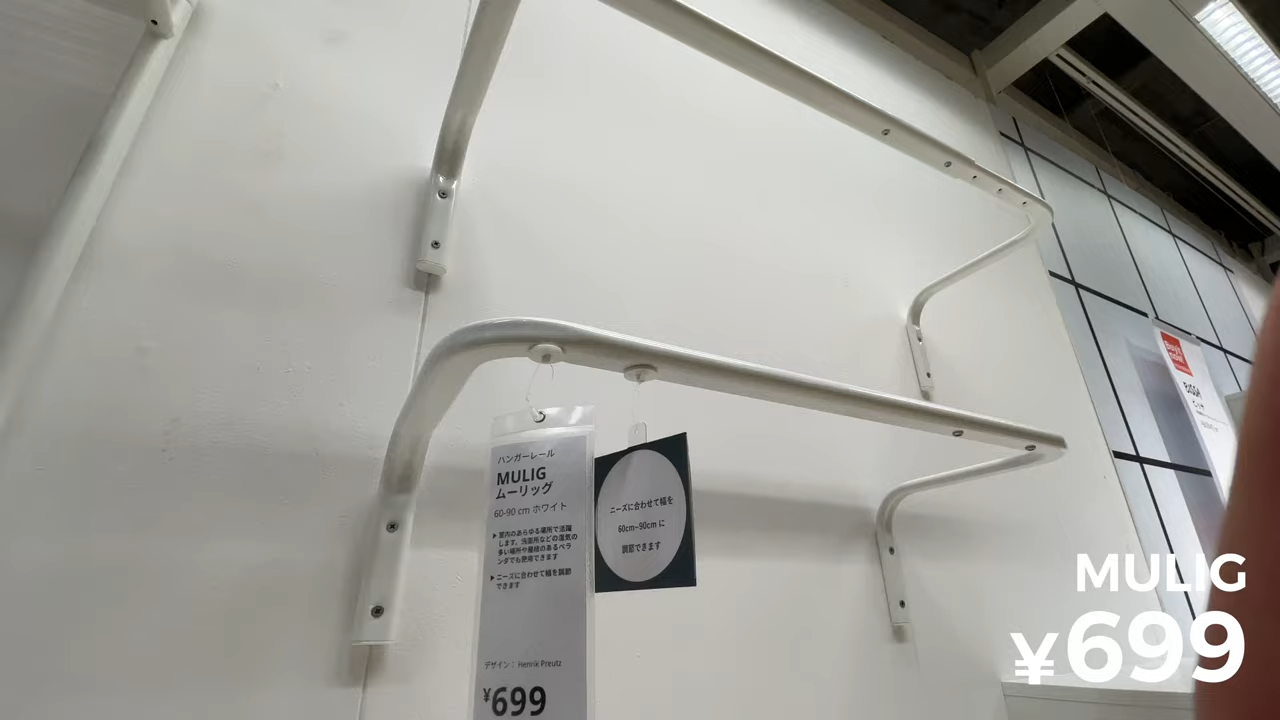 ハンガーレール
MULIG
ムーリッグ
60-90 cm ホワイト
▶室内のあらゆる場所で活躍
します。洗面所などの湿気の
多い場所や屋根のあるベラ
ンダでも使用できます
▶ニーズに合わせて幅を調節
できます
デザイン： Henrik Preutz
¥699
ニーズに合わせて幅を
60cm~90cm に
調節できます
MULIG
¥699